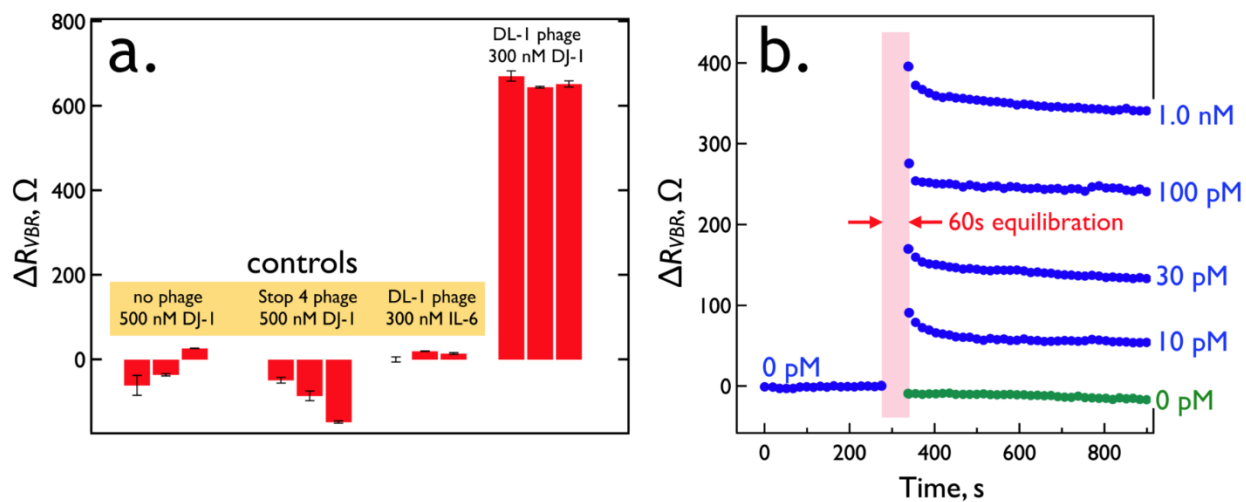 a.
800
600
400
200
0
ΔR_VBR, Ω
DL-1 phage
300 nM DJ-1
controls
no phage
500 nM DJ-1
Stop 4 phage
500 nM DJ-1
DL-1 phage
300 nM IL-6
b.
400
300
200
100
0
ΔR_VBR, Ω
1.0 nM
100 pM
60s equilibration
30 pM
10 pM
0 pM
0 pM
0
200
400
600
800
Time, s